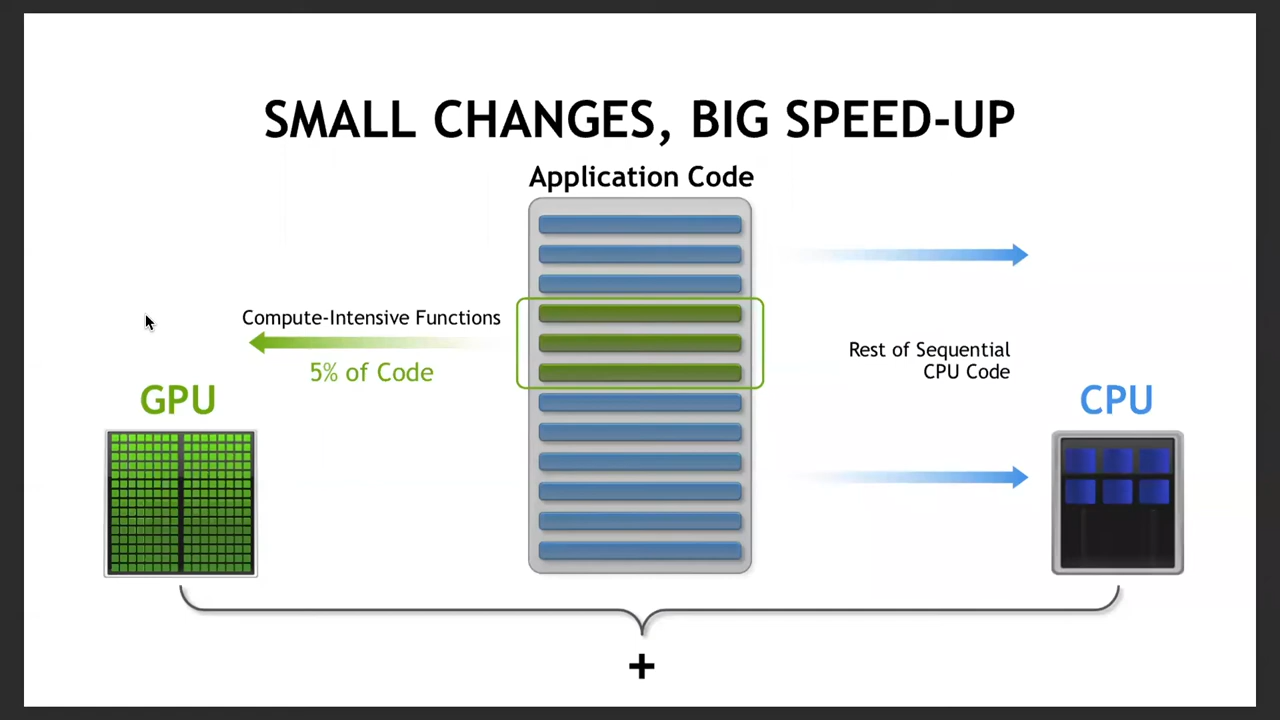 SMALL CHANGES, BIG SPEED-UP
Application Code
Compute-Intensive Functions
5% of Code
Rest of Sequential
CPU Code
GPU
CPU
+